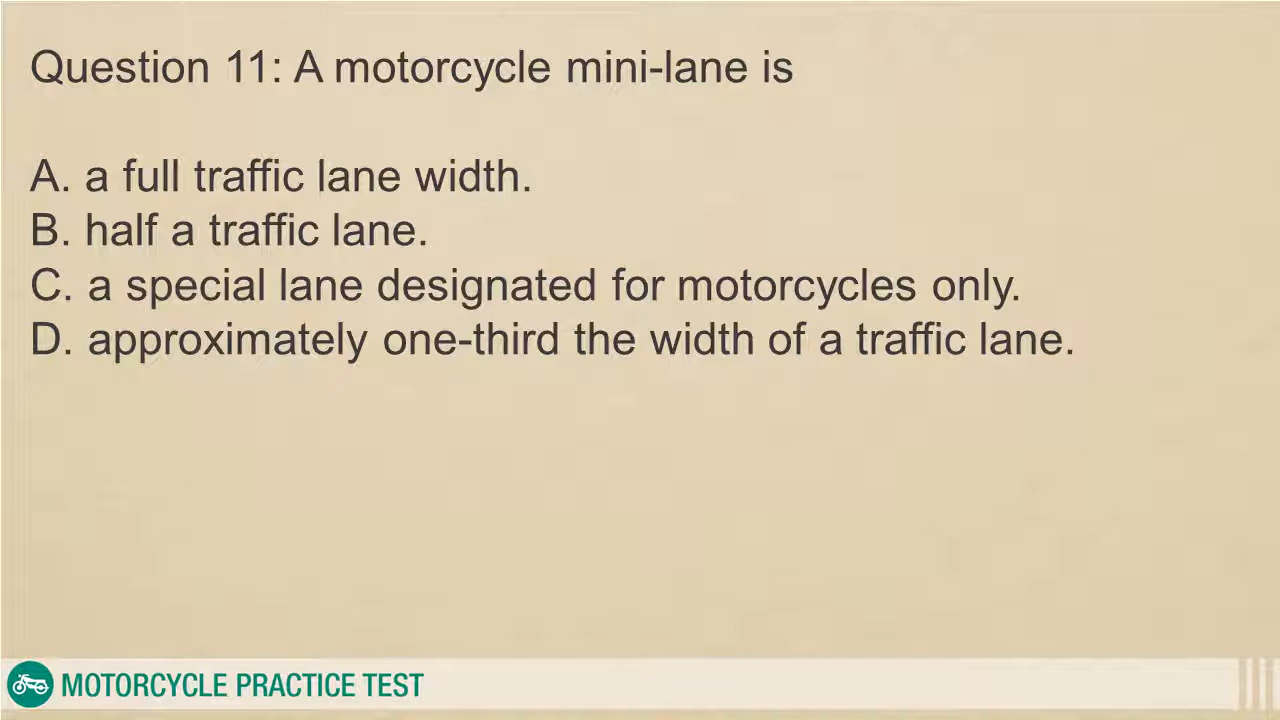 Question 11: A motorcycle mini-lane is
A. a full traffic lane width.
B. half a traffic lane.
C. a special lane designated for motorcycles only.
D. approximately one-third the width of a traffic lane.
MOTORCYCLE PRACTICE TEST